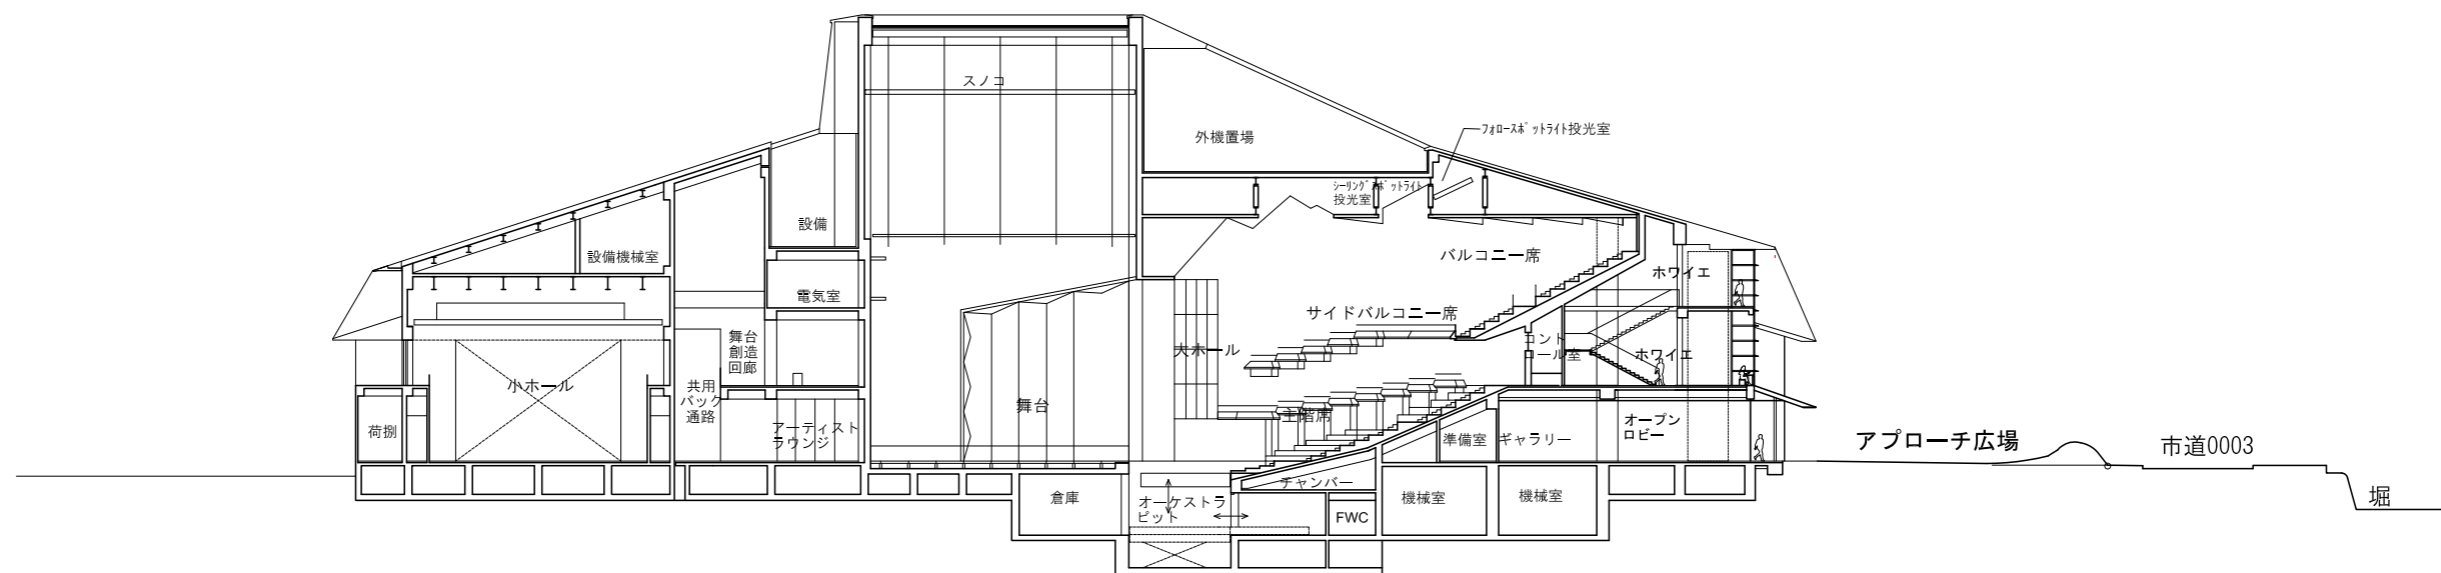 スノコ
外機置場
フォロースポットライト投光室
シーリングスポットライト
投光室
設備
設備機械室
バルコニー席
ホワイエ
電気室
サイドバルコニー席
舞台
創造
回廊
大ホール
コント
ロール室
ホワイエ
小ホール
共用
バック
通路
舞台
主階席
荷捌
アーティスト
ラウンジ
準備室
ギャラリー
オープン
ロビー
アプローチ広場
市道0003
倉庫
オーケストラ
ピット
チャンバー
FWC
機械室
機械室
堀